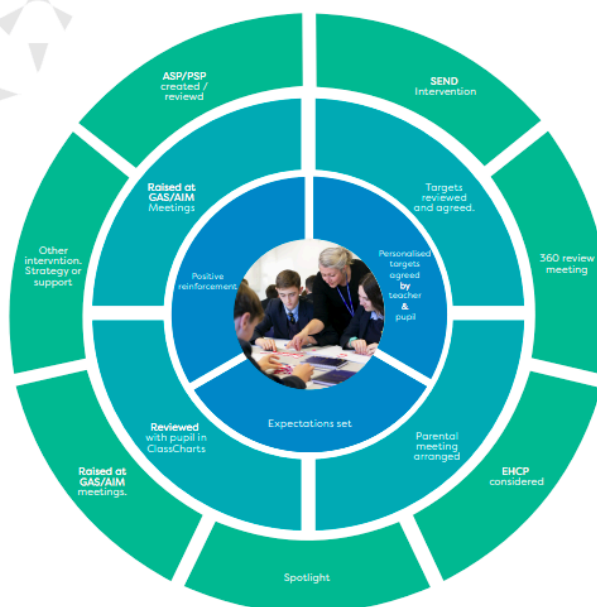 ASP/PSP
created /
reviewd
SEND
Intervention
Raised at
GAS/AIM
Meetings
Targets
reviewed
and agreed.
Other
intervntion.
Strategy or
support
Positive
reinforcement
Personalised
targets
agreed
by
teacher
&
pupil
360 review
meeting
Expectations set
Reviewed
with pupil in
ClassCharts
Parental
meeting
arranged
Raised at
GAS/AIM
meetings.
EHCP
considered
Spotlight